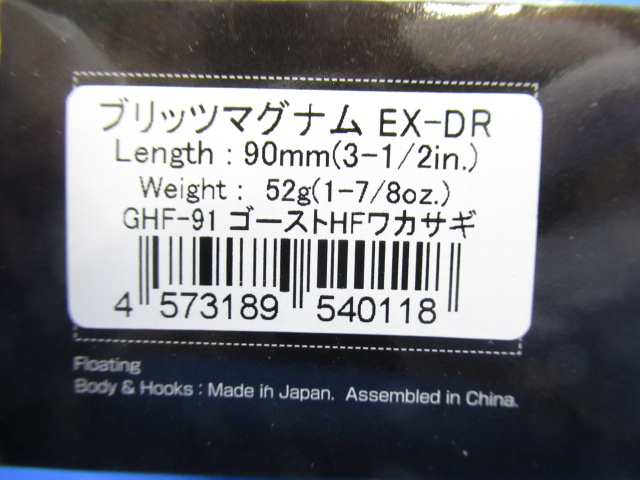 ブリッツマグナム EX-DR
Length : 90mm(3-1/2in.)
Weight : 52g(1-7/8oz.)
GHF-91 ゴーストHFワカサギ
4 573189 540118
Floating
Body & Hooks : Made in Japan. Assembled in China.